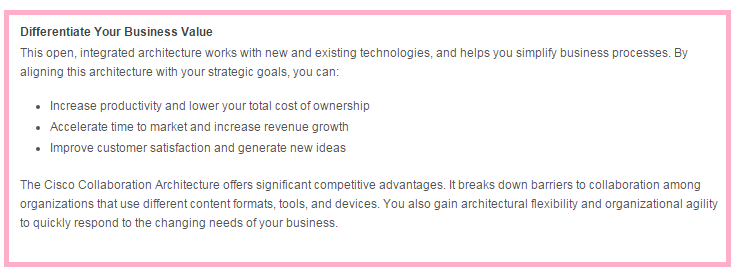 Differentiate Your Business Value
This open, integrated architecture works with new and existing technologies, and helps you simplify business processes. By
aligning this architecture with your strategic goals, you can:
• Increase productivity and lower your total cost of ownership
• Accelerate time to market and increase revenue growth
• Improve customer satisfaction and generate new ideas
The Cisco Collaboration Architecture offers significant competitive advantages. It breaks down barriers to collaboration among
organizations that use different content formats, tools, and devices. You also gain architectural flexibility and organizational agility
to quickly respond to the changing needs of your business.